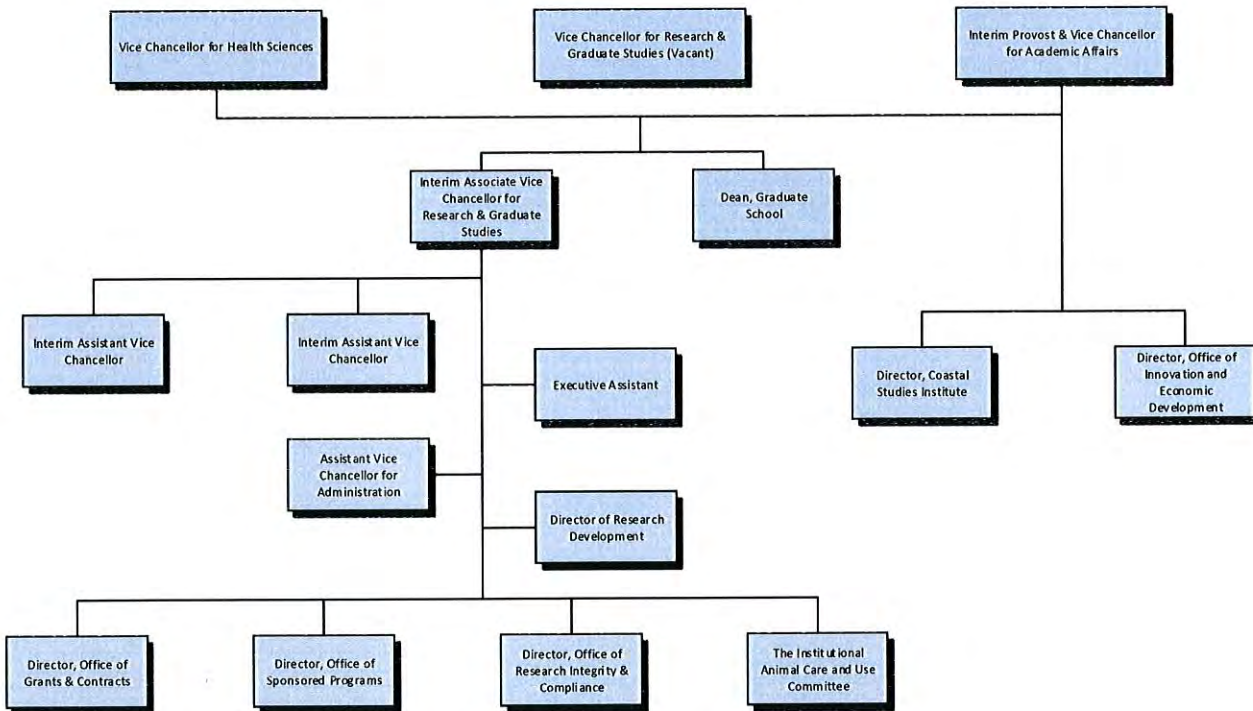 Vice Chancellor for Health Sciences
Vice Chancellor for Research &
Graduate Studies (Vacant)
Interim Provost & Vice Chancellor
for Academic Affairs
Interim Associate Vice
Chancellor for
Research & Graduate
Studies
Dean, Graduate
School
Interim Assistant Vice
Chancellor
Interim Assistant Vice
Chancellor
Executive Assistant
Director, Coastal
Studies Institute
Director, Office of
Innovation and
Economic
Development
Assistant Vice
Chancellor for
Administration
Director of Research
Development
Director, Office of
Grants & Contracts
Director, Office of
Sponsored Programs
Director, Office of
Research Integrity &
Compliance
The Institutional
Animal Care and Use
Committee